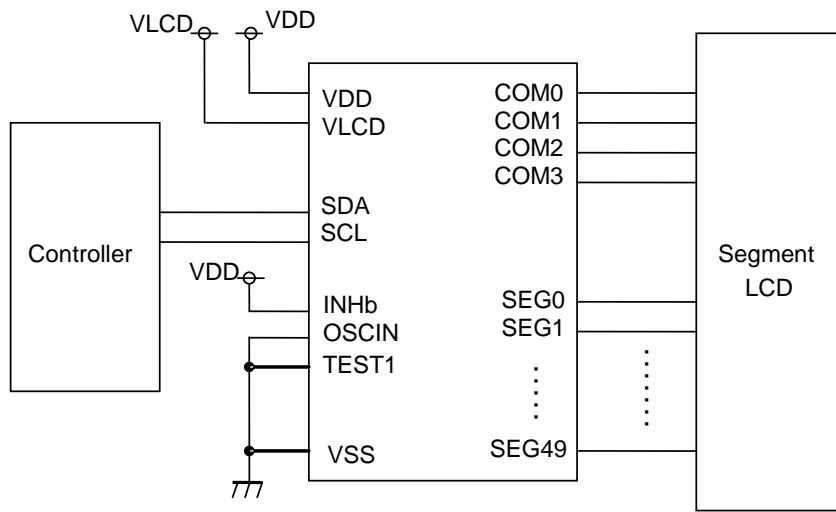 VLCD
VDD
VDD
VLCD
SDA
SCL
VDD
INHb
OSCIN
TEST1
VSS
COM0
COM1
COM2
COM3
SEG0
SEG1
SEG49
Controller
Segment
LCD